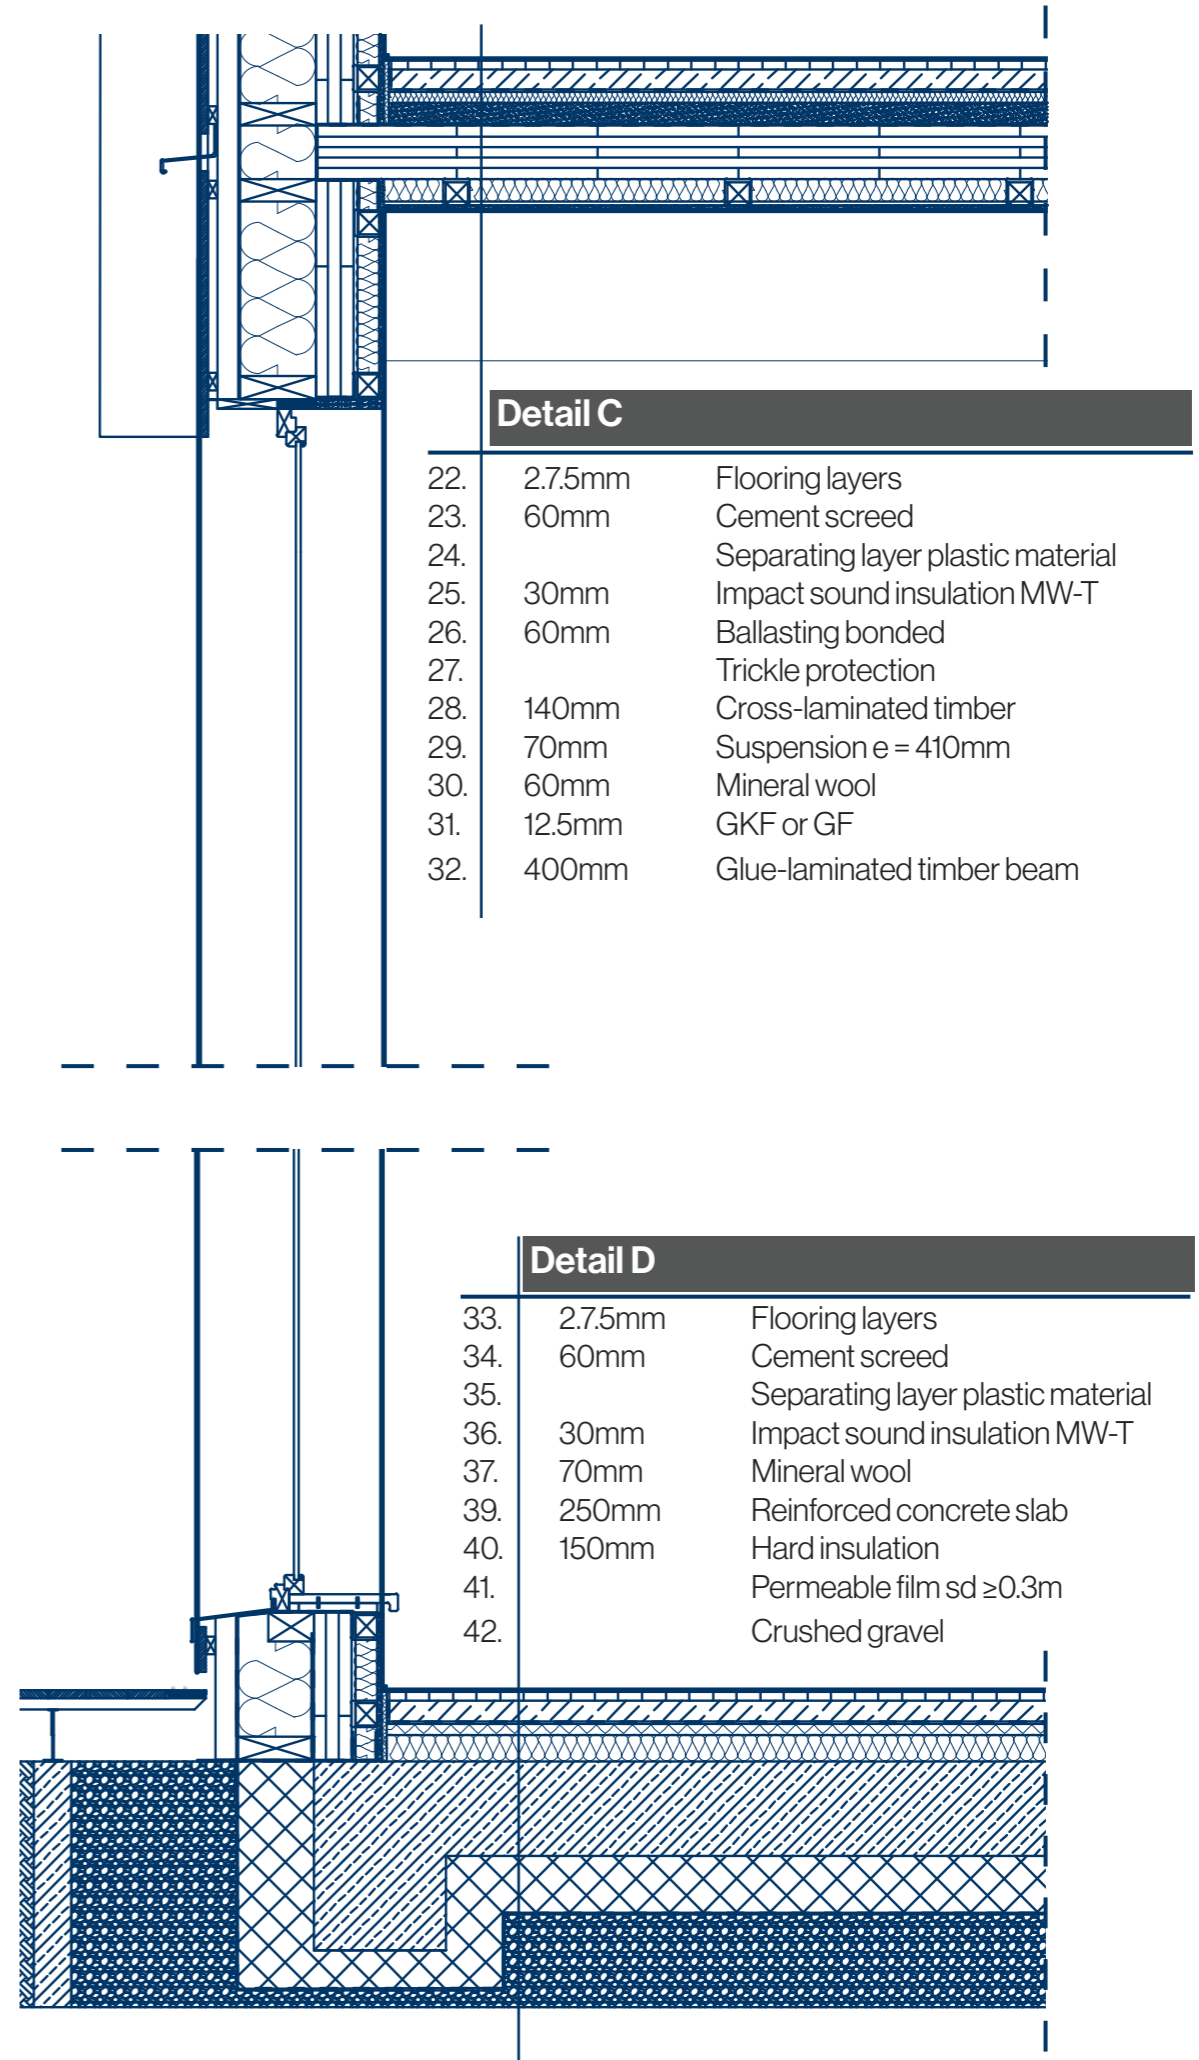 Detail C
22. 2.7.5mm Flooring layers
23. 60mm Cement screed
24. Separating layer plastic material
25. 30mm Impact sound insulation MW-T
26. 60mm Ballasting bonded
27. Trickle protection
28. 140mm Cross-laminated timber
29. 70mm Suspension e = 410mm
30. 60mm Mineral wool
31. 12.5mm GKF or GF
32. 400mm Glue-laminated timber beam
Detail D
33. 2.7.5mm Flooring layers
34. 60mm Cement screed
35. Separating layer plastic material
36. 30mm Impact sound insulation MW-T
37. 70mm Mineral wool
39. 250mm Reinforced concrete slab
40. 150mm Hard insulation
41. Permeable film sd ≥0.3m
42. Crushed gravel